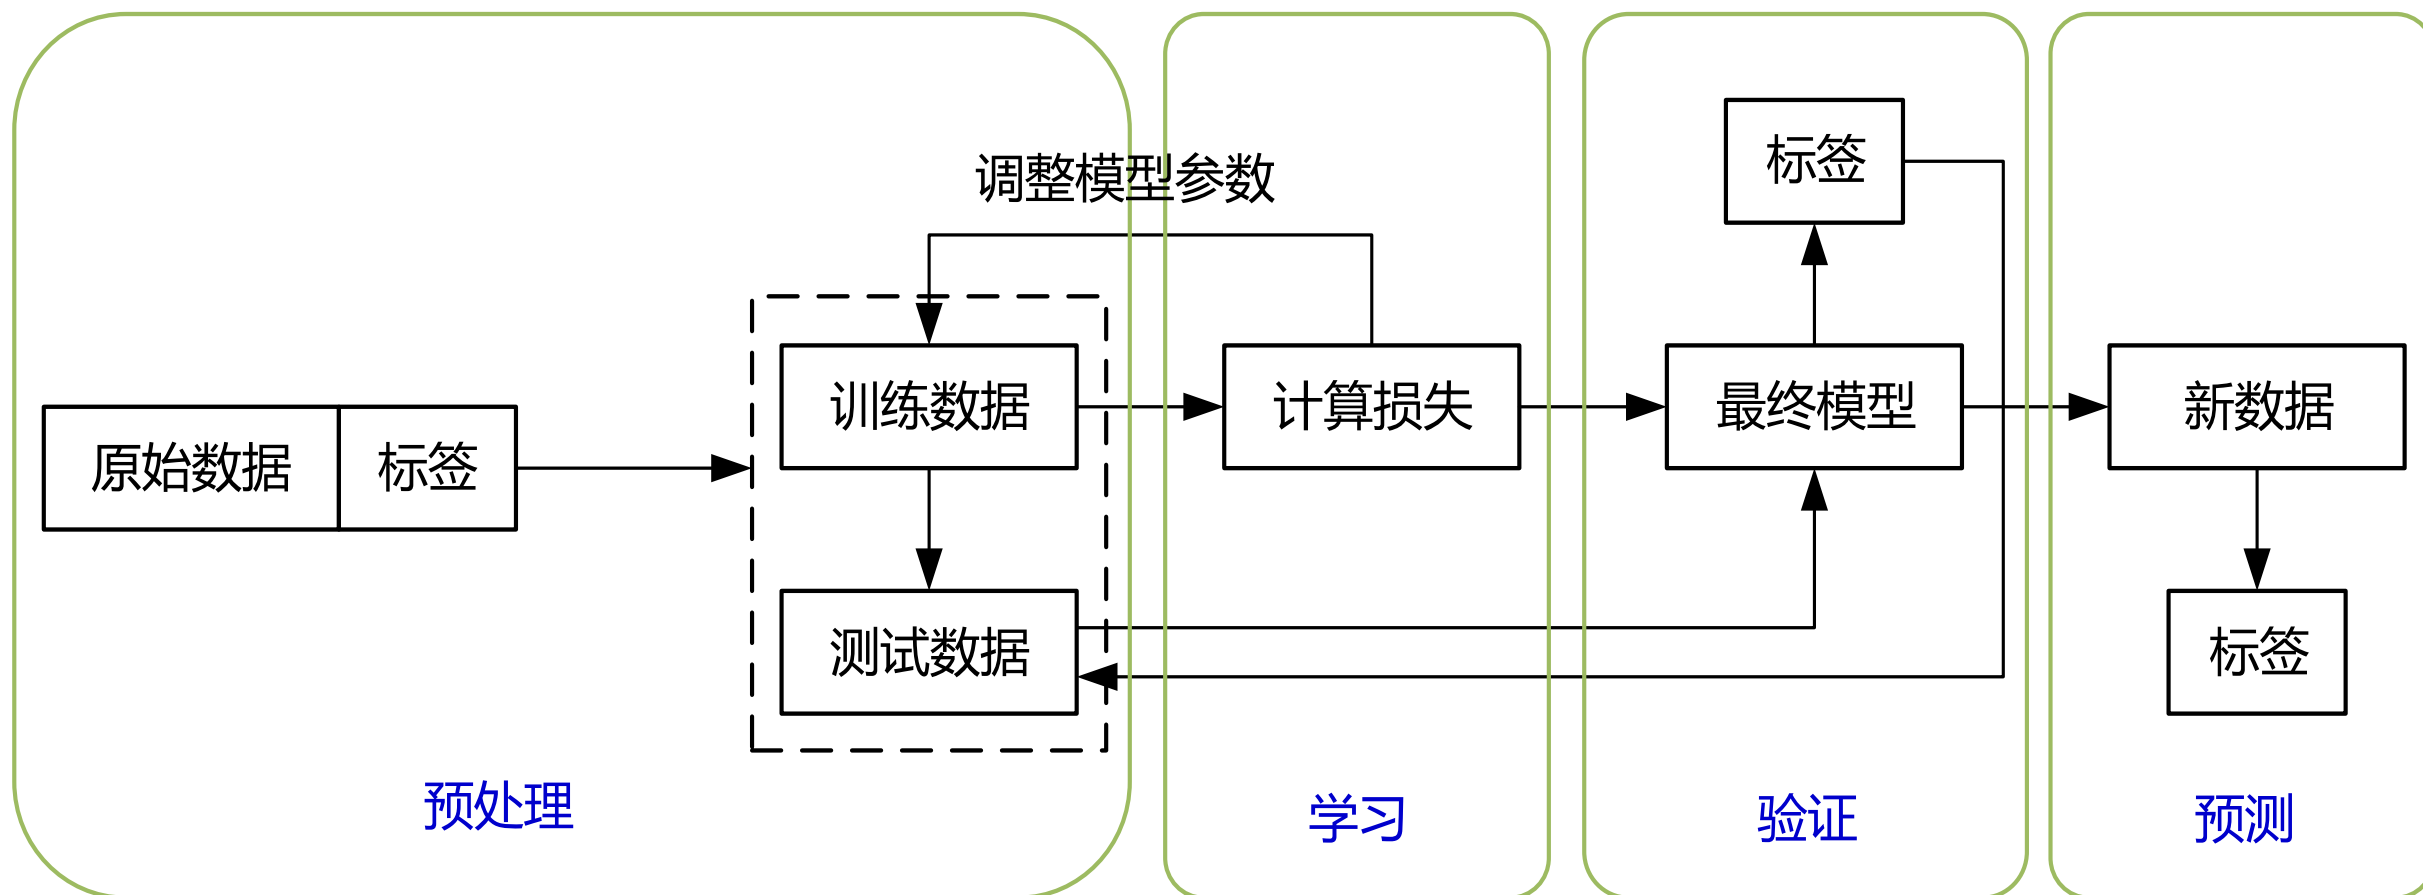 标签
调整模型参数
训练数据
计算损失
最终模型
新数据
原始数据
标签
测试数据
标签
预处理
学习
验证
预测